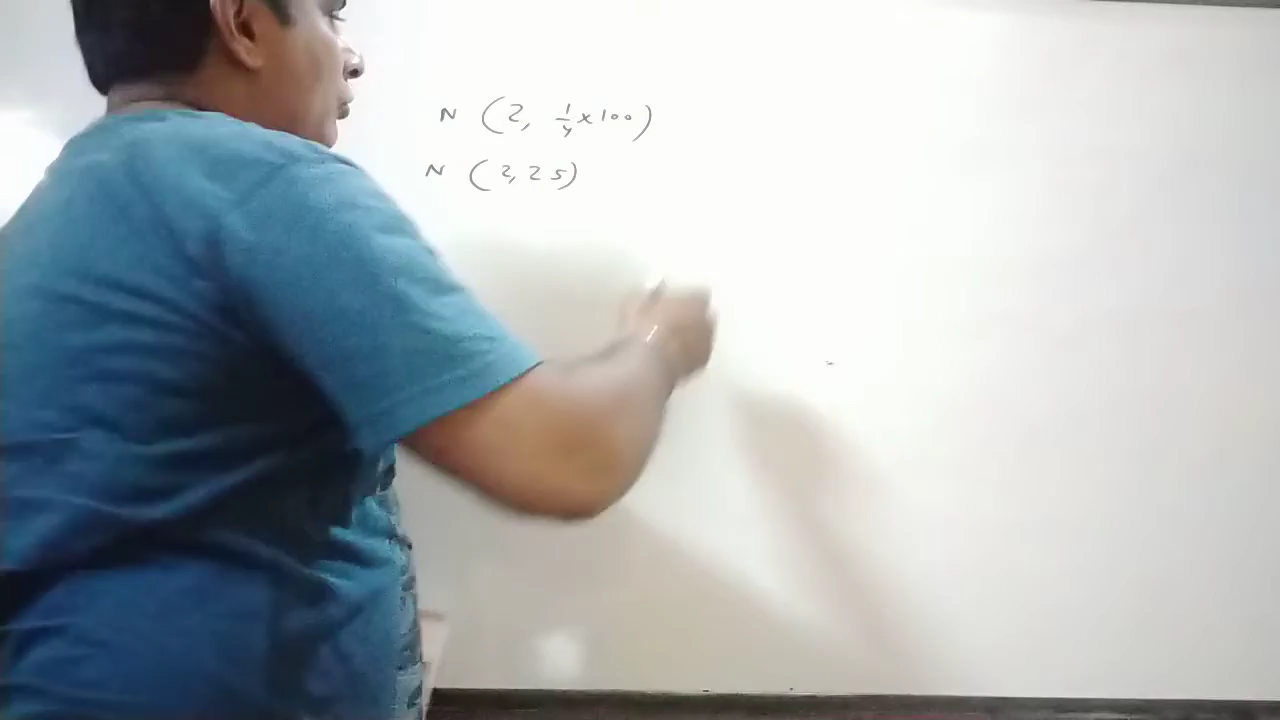 N (2, 1/4 x 100)
N (2, 25)